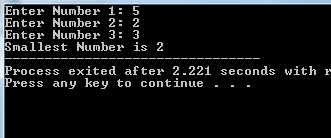 Enter Number 1: 5
Enter Number 2: 2
Enter Number 3: 3
Smallest Number is 2
--------------------------------
Process exited after 2.221 seconds with r
Press any key to continue . . .